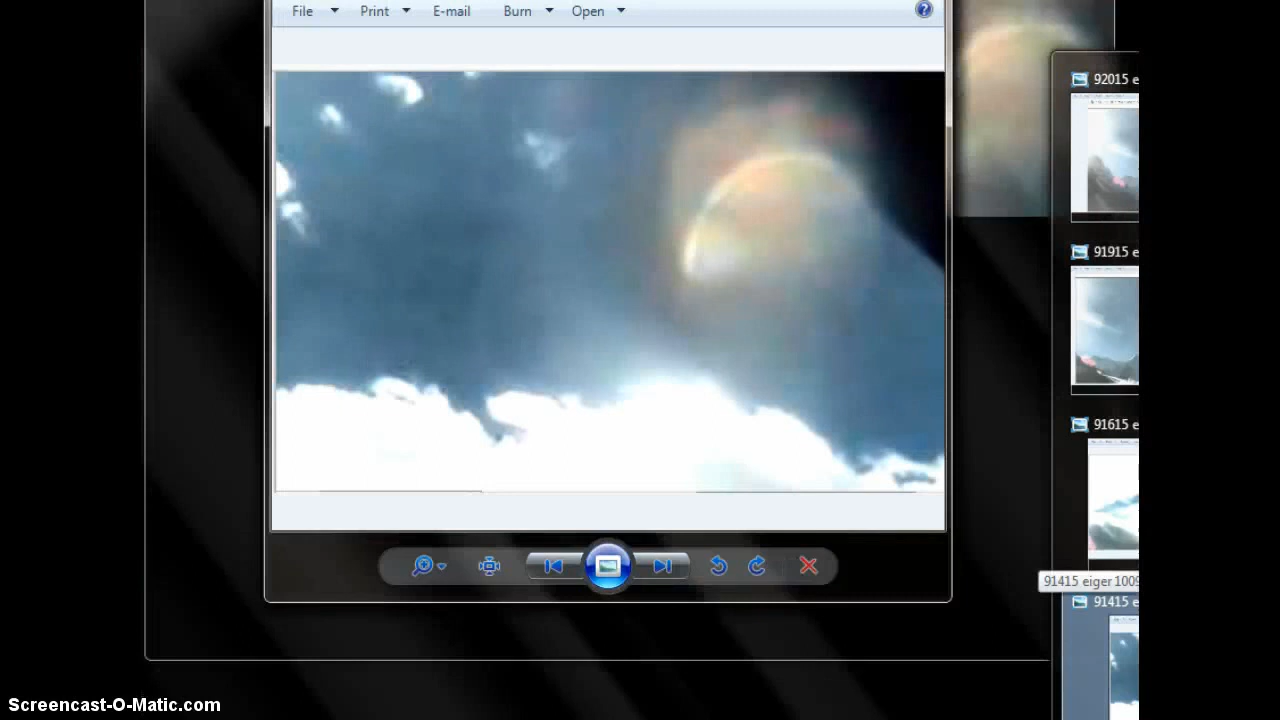 File Print E-mail Burn Open
92015 e
91915 e
91615 e
91415 eiger 1009
91415 e
Screencast-O-Matic.com